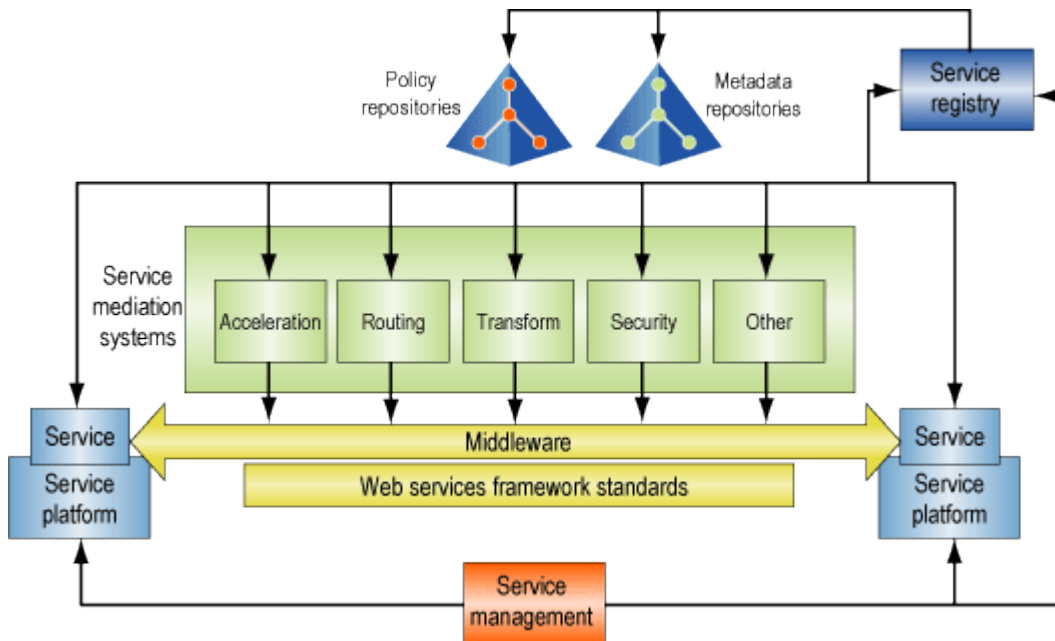 Policy
repositories
Metadada
repositories
Service
registry
Service
mediation
systems
Acceleration
Routing
Transform
Security
Other
Service
Middleware
Service
Service
platform
Web services framework standards
Service
platform
Service
management